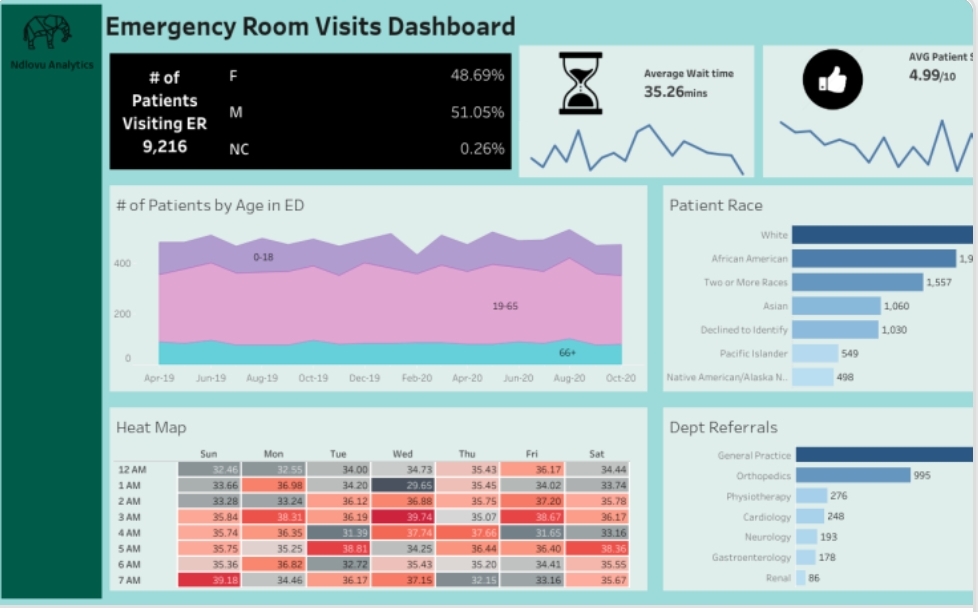 Emergency Room Visits Dashboard
Ndlovu Analytics
# of
Patients
Visiting ER
9,216
F 48.69%
M 51.05%
NC 0.26%
Average Wait time
35.26mins
AVG Patient
4.99/10
# of Patients by Age in ED
400
200
0
0-18
19-65
66+
Apr-19 Jun-19 Aug-19 Oct-19 Dec-19 Feb-20 Apr-20 Jun-20 Aug-20 Oct-20
Patient Race
White
African American 1,9
Two or More Races 1,557
Asian 1,060
Declined to Identify 1,030
Pacific Islander 549
Native American/Alaska N.. 498
Heat Map
Sun Mon Tue Wed Thu Fri Sat
12 AM 32.46 32.55 34.00 34.73 35.43 36.17 34.44
1 AM 33.66 36.98 34.20 29.65 35.45 34.02 33.74
2 AM 33.28 33.24 36.12 36.88 35.75 37.20 35.78
3 AM 35.84 38.31 36.19 39.74 35.07 38.67 36.17
4 AM 35.74 36.35 31.39 37.74 37.66 31.65 33.16
5 AM 35.75 35.25 38.81 34.25 36.44 36.40 38.36
6 AM 35.36 36.82 32.72 35.43 35.20 34.41 35.55
7 AM 39.18 34.46 36.17 37.15 32.15 33.16 35.67
Dept Referrals
General Practice
Orthopedics 995
Physiotherapy 276
Cardiology 248
Neurology 193
Gastroenterology 178
Renal 86